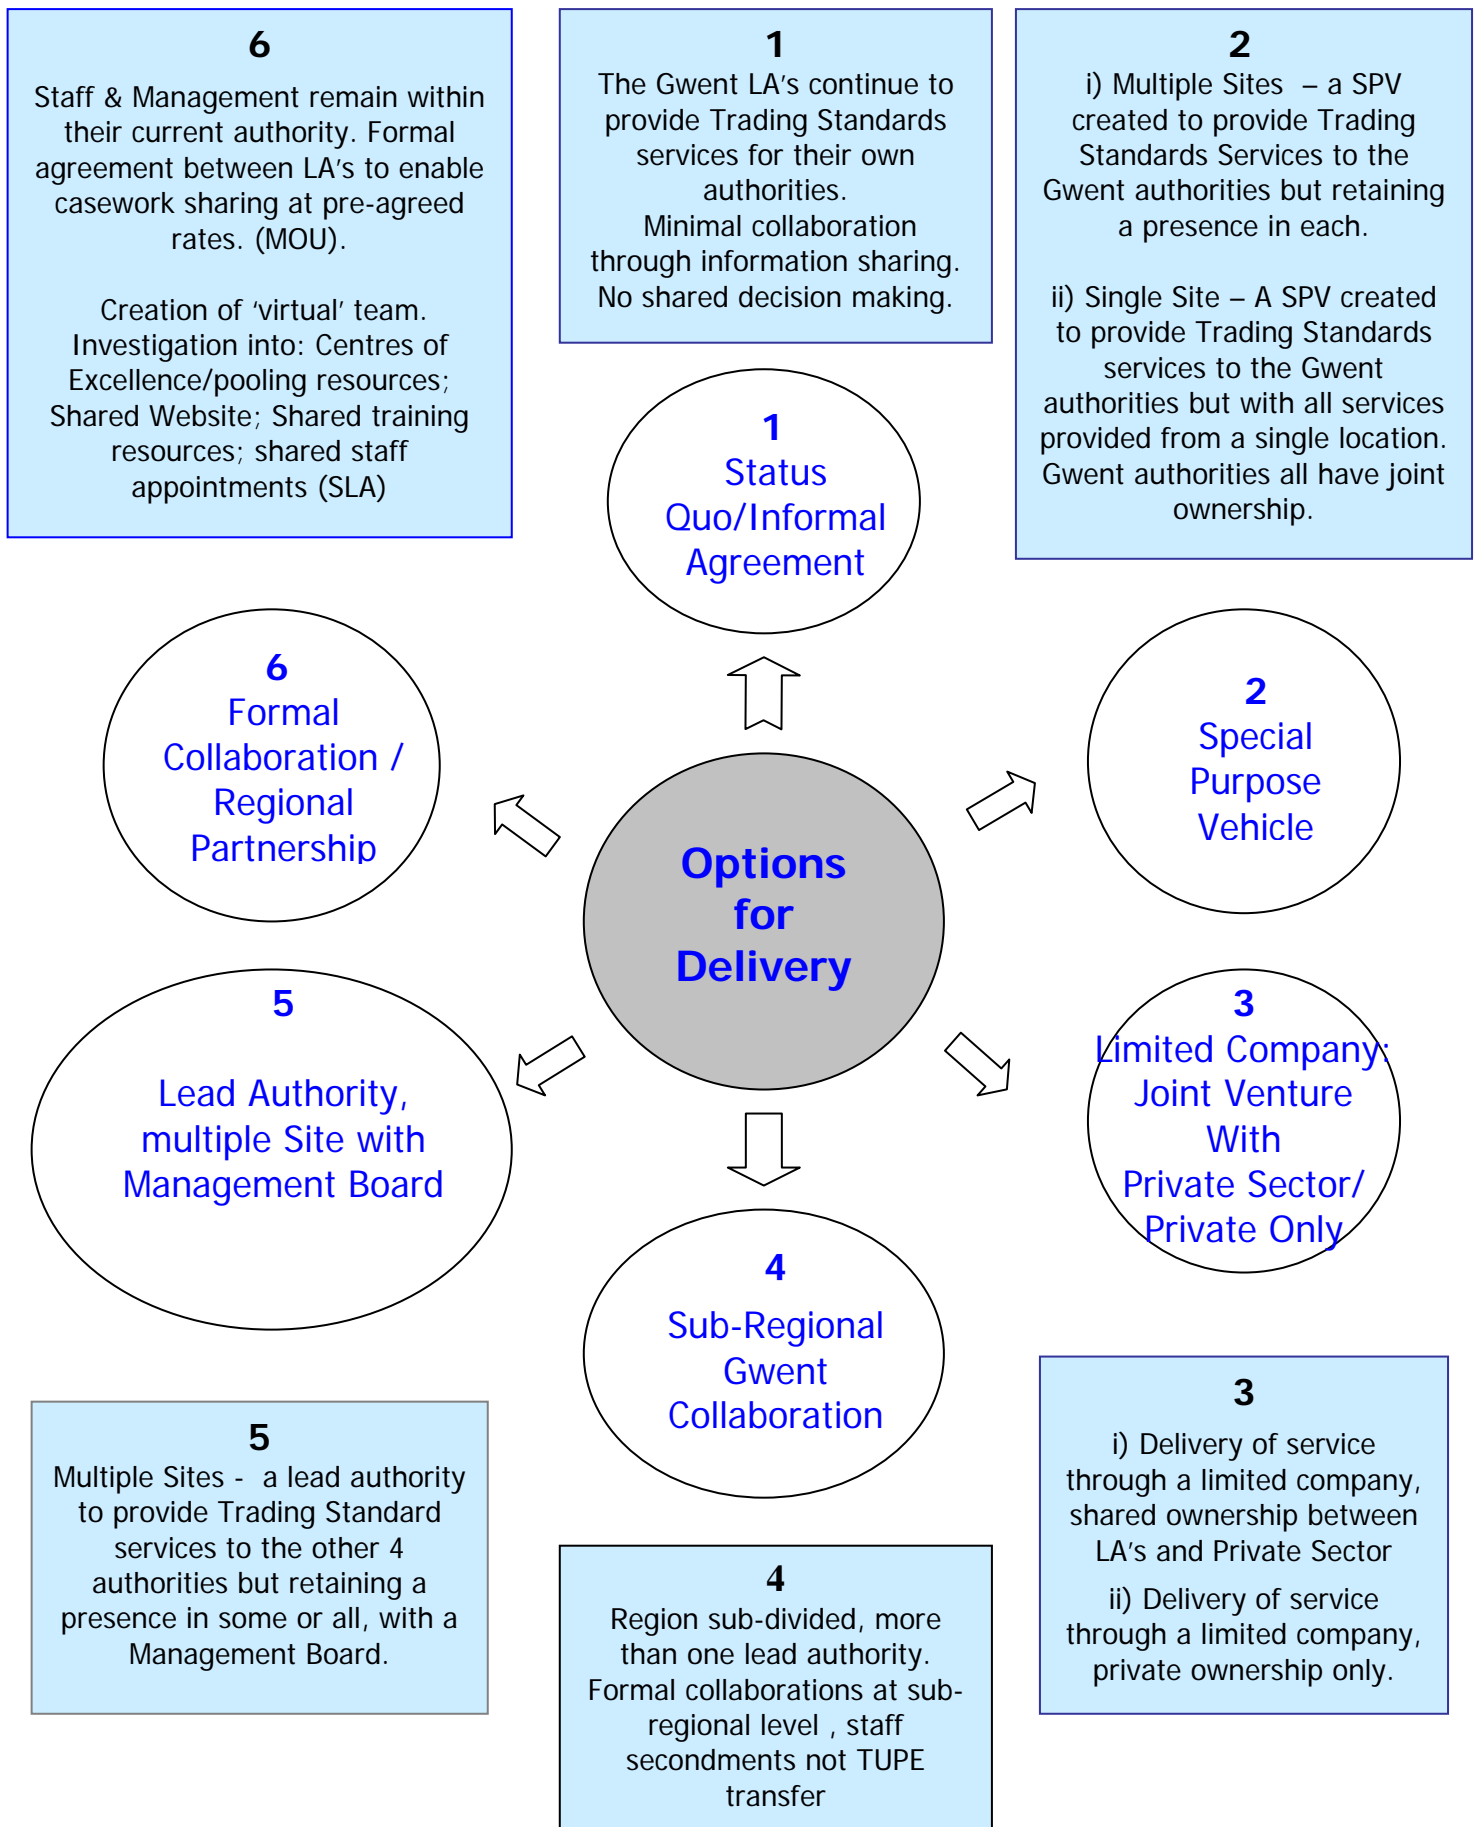 6
Staff & Management remain within
their current authority. Formal
agreement between LA's to enable
casework sharing at pre-agreed
rates. (MOU).
Creation of 'virtual' team.
Investigation into: Centres of
Excellence/pooling resources;
Shared Website; Shared training
resources; shared staff
appointments (SLA)
1
The Gwent LA's continue to
provide Trading Standards
services for their own
authorities.
Minimal collaboration
through information sharing.
No shared decision making.
2
i) Multiple Sites – a SPV
created to provide Trading
Standards Services to the
Gwent authorities but retaining
a presence in each.
ii) Single Site – A SPV created
to provide Trading Standards
services to the Gwent
authorities but with all services
provided from a single location.
Gwent authorities all have joint
ownership.
1
Status
Quo/Informal
Agreement
6
Formal
Collaboration /
Regional
Partnership
2
Special
Purpose
Vehicle
Options
for
Delivery
5
Lead Authority,
multiple Site with
Management Board
3
Limited Company:
Joint Venture
With
Private Sector/
Private Only
4
Sub-Regional
Gwent
Collaboration
5
Multiple Sites - a lead authority
to provide Trading Standard
services to the other 4
authorities but retaining a
presence in some or all, with a
Management Board.
4
Region sub-divided, more
than one lead authority.
Formal collaborations at sub-
regional level , staff
secondments not TUPE
transfer
3
i) Delivery of service
through a limited company,
shared ownership between
LA's and Private Sector
ii) Delivery of service
through a limited company,
private ownership only.